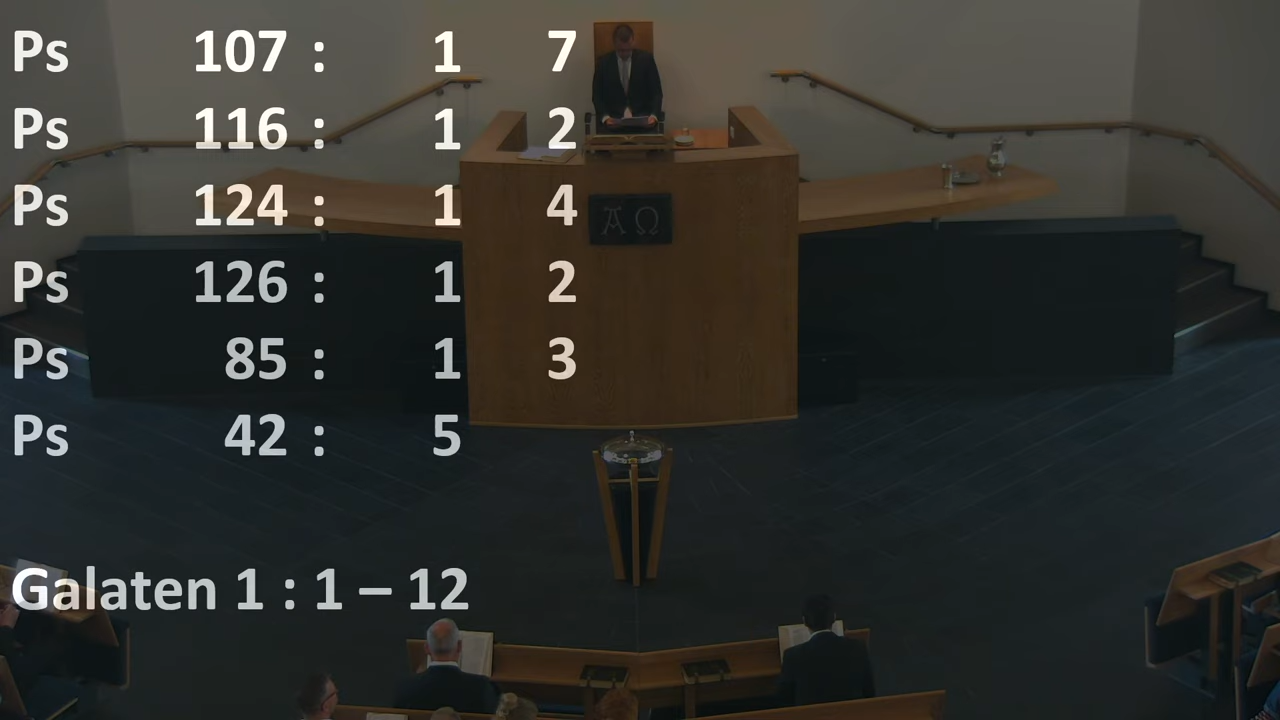 Ps 107 : 1 7
Ps 116 : 1 2
Ps 124 : 1 4
ΑΩ
Ps 126 : 1 2
Ps 85 : 1 3
Ps 42 : 5
Galaten 1 : 1 – 12